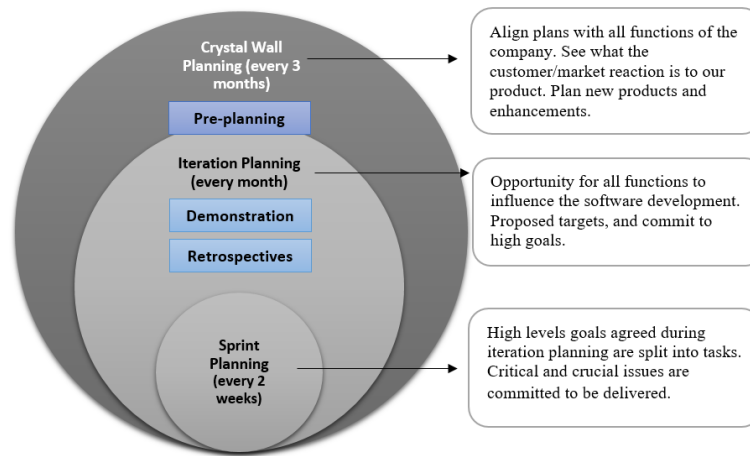 Crystal Wall
Planning (every 3
months)
Pre-planning
Iteration Planning
(every month)
Demonstration
Retrospectives
Sprint
Planning
(every 2
weeks)
Align plans with all functions of the
company. See what the
customer/market reaction is to our
product. Plan new products and
enhancements.
Opportunity for all functions to
influence the software development.
Proposed targets, and commit to
high goals.
High levels goals agreed during
iteration planning are split into tasks.
Critical and crucial issues are
committed to be delivered.